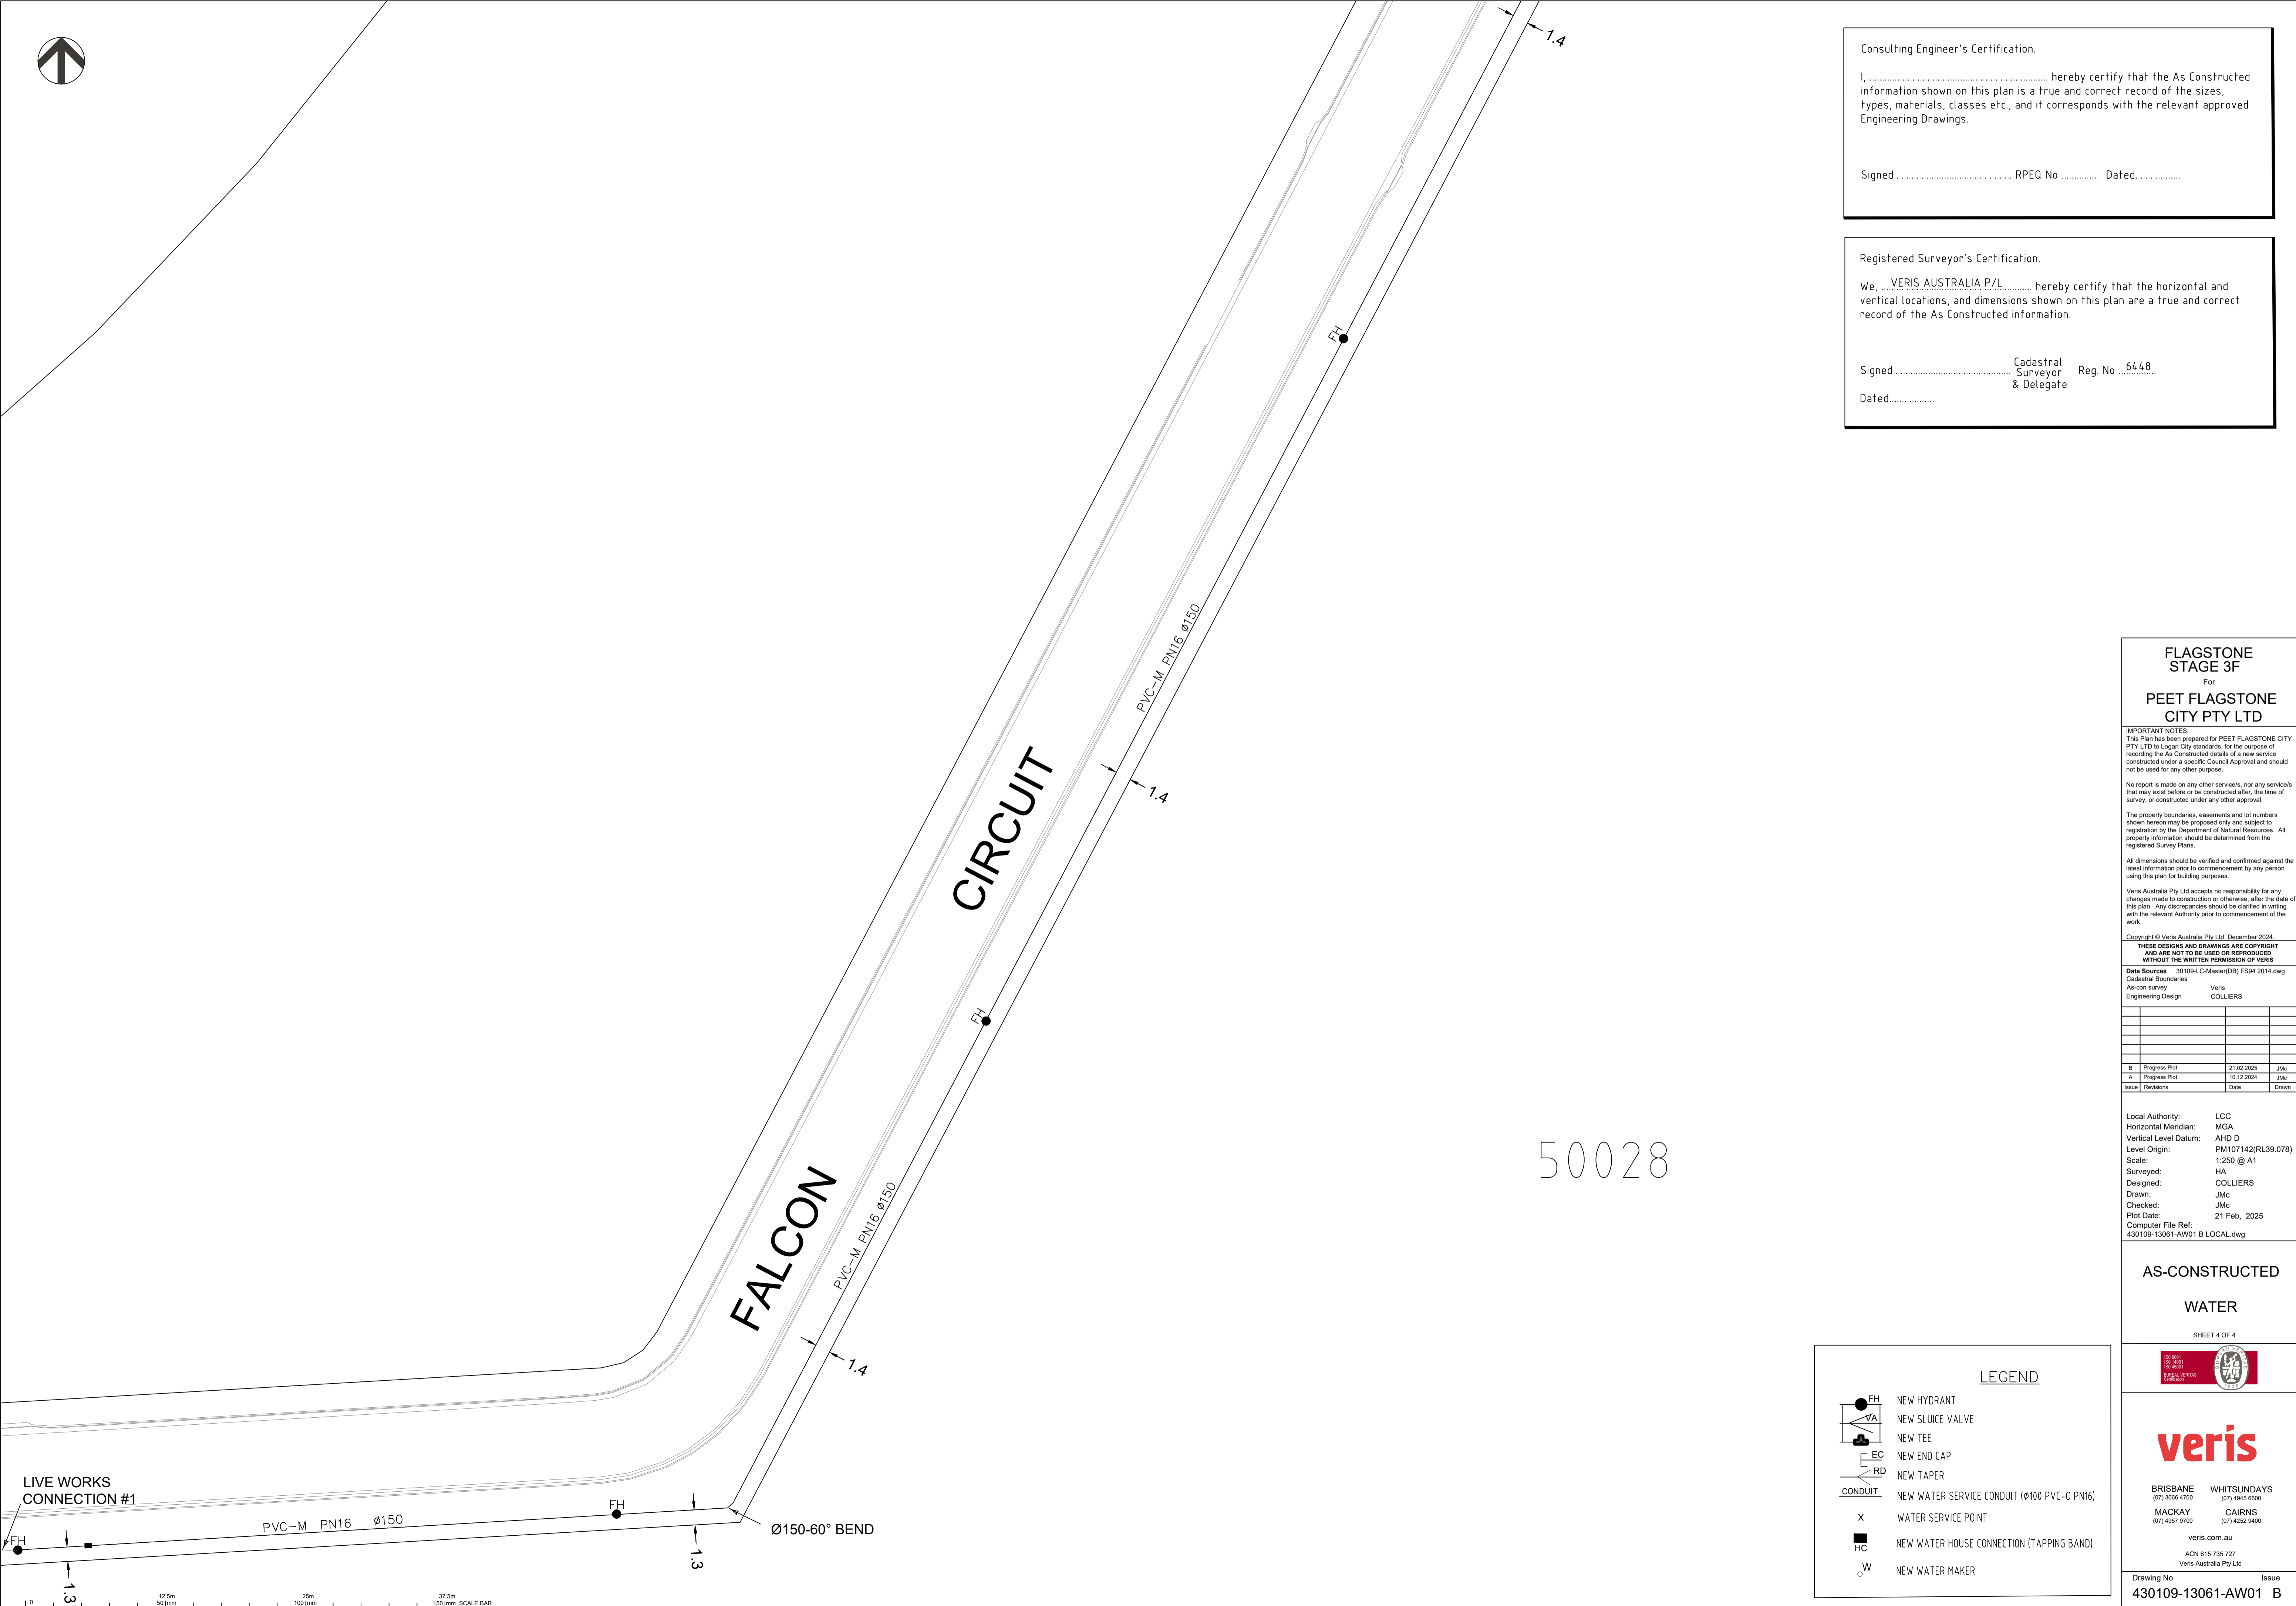 1.4
FH
PVC-M PN16 Ø150
1.4
CIRCUIT
FH
FALCON
PVC-M PN16 Ø150
1.4
50028
LIVE WORKS
CONNECTION #1
FH
PVC-M PN16 Ø150
FH
Ø150-60° BEND
1.3
1.3
0
12.5m
25m
37.5m
50 mm
100 mm
150 mm SCALE BAR
Consulting Engineer's Certification.
I, ........................................ hereby certify that the As Constructed
information shown on this plan is a true and correct record of the sizes,
types, materials, classes etc., and it corresponds with the relevant approved
Engineering Drawings.
Signed............................ RPEQ No ............... Dated..................
Registered Surveyor's Certification.
We, VERIS AUSTRALIA P/L hereby certify that the horizontal and
vertical locations, and dimensions shown on this plan are a true and correct
record of the As Constructed information.
Signed............................ Cadastral Surveyor & Delegate Reg. No 6448
Dated..................
LEGEND
FH NEW HYDRANT
VA NEW SLUICE VALVE
NEW TEE
EC NEW END CAP
RD NEW TAPER
CONDUIT NEW WATER SERVICE CONDUIT (Ø100 PVC-O PN16)
X WATER SERVICE POINT
HC NEW WATER HOUSE CONNECTION (TAPPING BAND)
W NEW WATER MAKER
FLAGSTONE
STAGE 3F
For
PEET FLAGSTONE
CITY PTY LTD
IMPORTANT NOTES:
This Plan has been prepared for PEET FLAGSTONE CITY
PTY LTD to Logan City standards, for the purpose of
recording the As Constructed details of a new service
constructed under a specific Council Approval and should
not be used for any other purpose.
No report is made on any other service/s, nor any service/s
that may exist before or be constructed after, the time of
survey, or constructed under any other approval.
The property boundaries, easements and lot numbers
shown hereon may be proposed only and subject to
registration by the Department of Natural Resources. All
property information should be determined from the
registered Survey Plans.
All dimensions should be verified and confirmed against the
latest information prior to commencement by any person
using this plan for building purposes.
Veris Australia Pty Ltd accepts no responsibility for any
changes made to construction or otherwise, after the date of
this plan. Any discrepancies should be clarified in writing
with the relevant Authority prior to commencement of the
work.
Copyright © Veris Australia Pty Ltd. December 2024.
THESE DESIGNS AND DRAWINGS ARE COPYRIGHT
AND ARE NOT TO BE USED OR REPRODUCED
WITHOUT THE WRITTEN PERMISSION OF VERIS
Data Sources 30109-LC-Master(DB) FS94 2014.dwg
Cadastral Boundaries
As-con survey Veris
Engineering Design COLLIERS
B Progress Plot 21.02.2025 JMc
A Progress Plot 10.12.2024 JMc
Issue Revisions Date Drawn
Local Authority: LCC
Horizontal Meridian: MGA
Vertical Level Datum: AHD D
Level Origin: PM107142(RL39.078)
Scale: 1:250 @ A1
Surveyed: HA
Designed: COLLIERS
Drawn: JMc
Checked: JMc
Plot Date: 21 Feb, 2025
Computer File Ref:
430109-13061-AW01 B LOCAL.dwg
AS-CONSTRUCTED
WATER
SHEET 4 OF 4
ISO 9001
ISO 14001
ISO 45001
BUREAU VERITAS
Certification
veris
BRISBANE WHITSUNDAYS
(07) 3666 4700 (07) 4945 6600
MACKAY CAIRNS
(07) 4957 9700 (07) 4252 9400
veris.com.au
ACN 615 735 727
Veris Australia Pty Ltd
Drawing No Issue
430109-13061-AW01 B